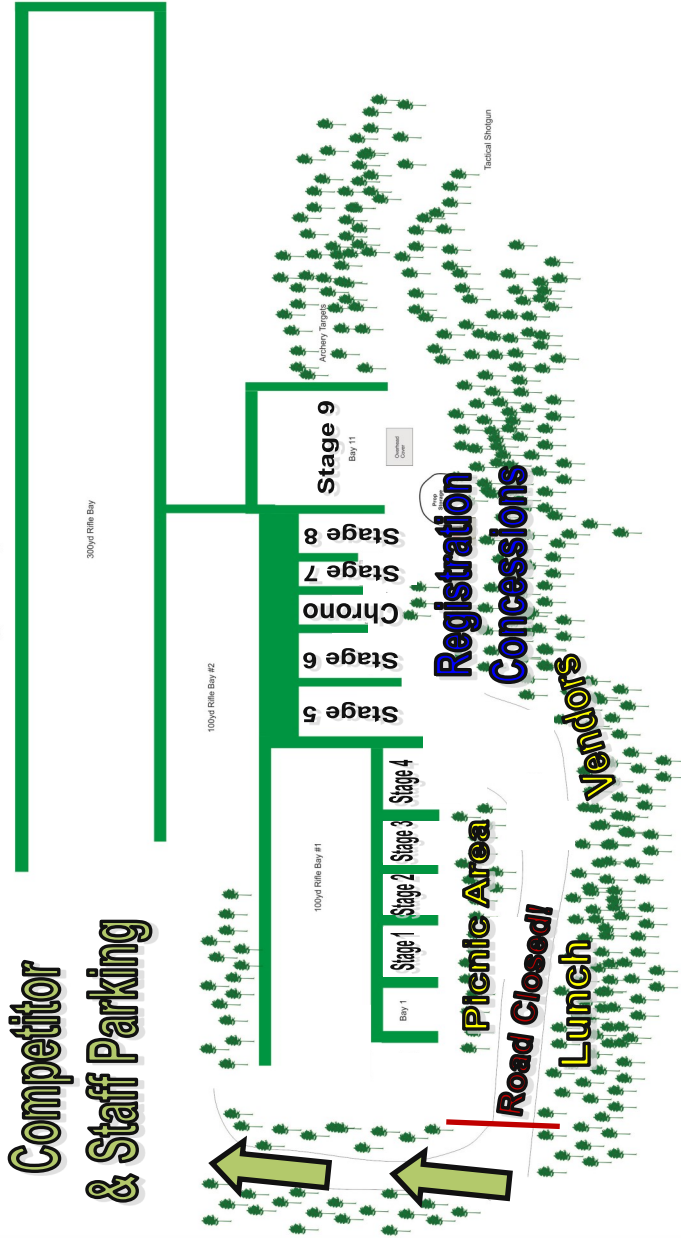 Competitor
& Staff Parking
300yd Rifle Bay
100yd Rifle Bay #2
100yd Rifle Bay #1
Bay 1
Stage 1
Stage 2
Stage 3
Stage 4
Stage 5
Stage 6
Chrono
Stage 7
Stage 8
Stage 9
Bay 11
Overhead
Cover
Prop
Storage
Archery Targets
Tactical Shotgun
Registration
Concessions
Picnic Area
Road Closed!
Lunch
Vendors